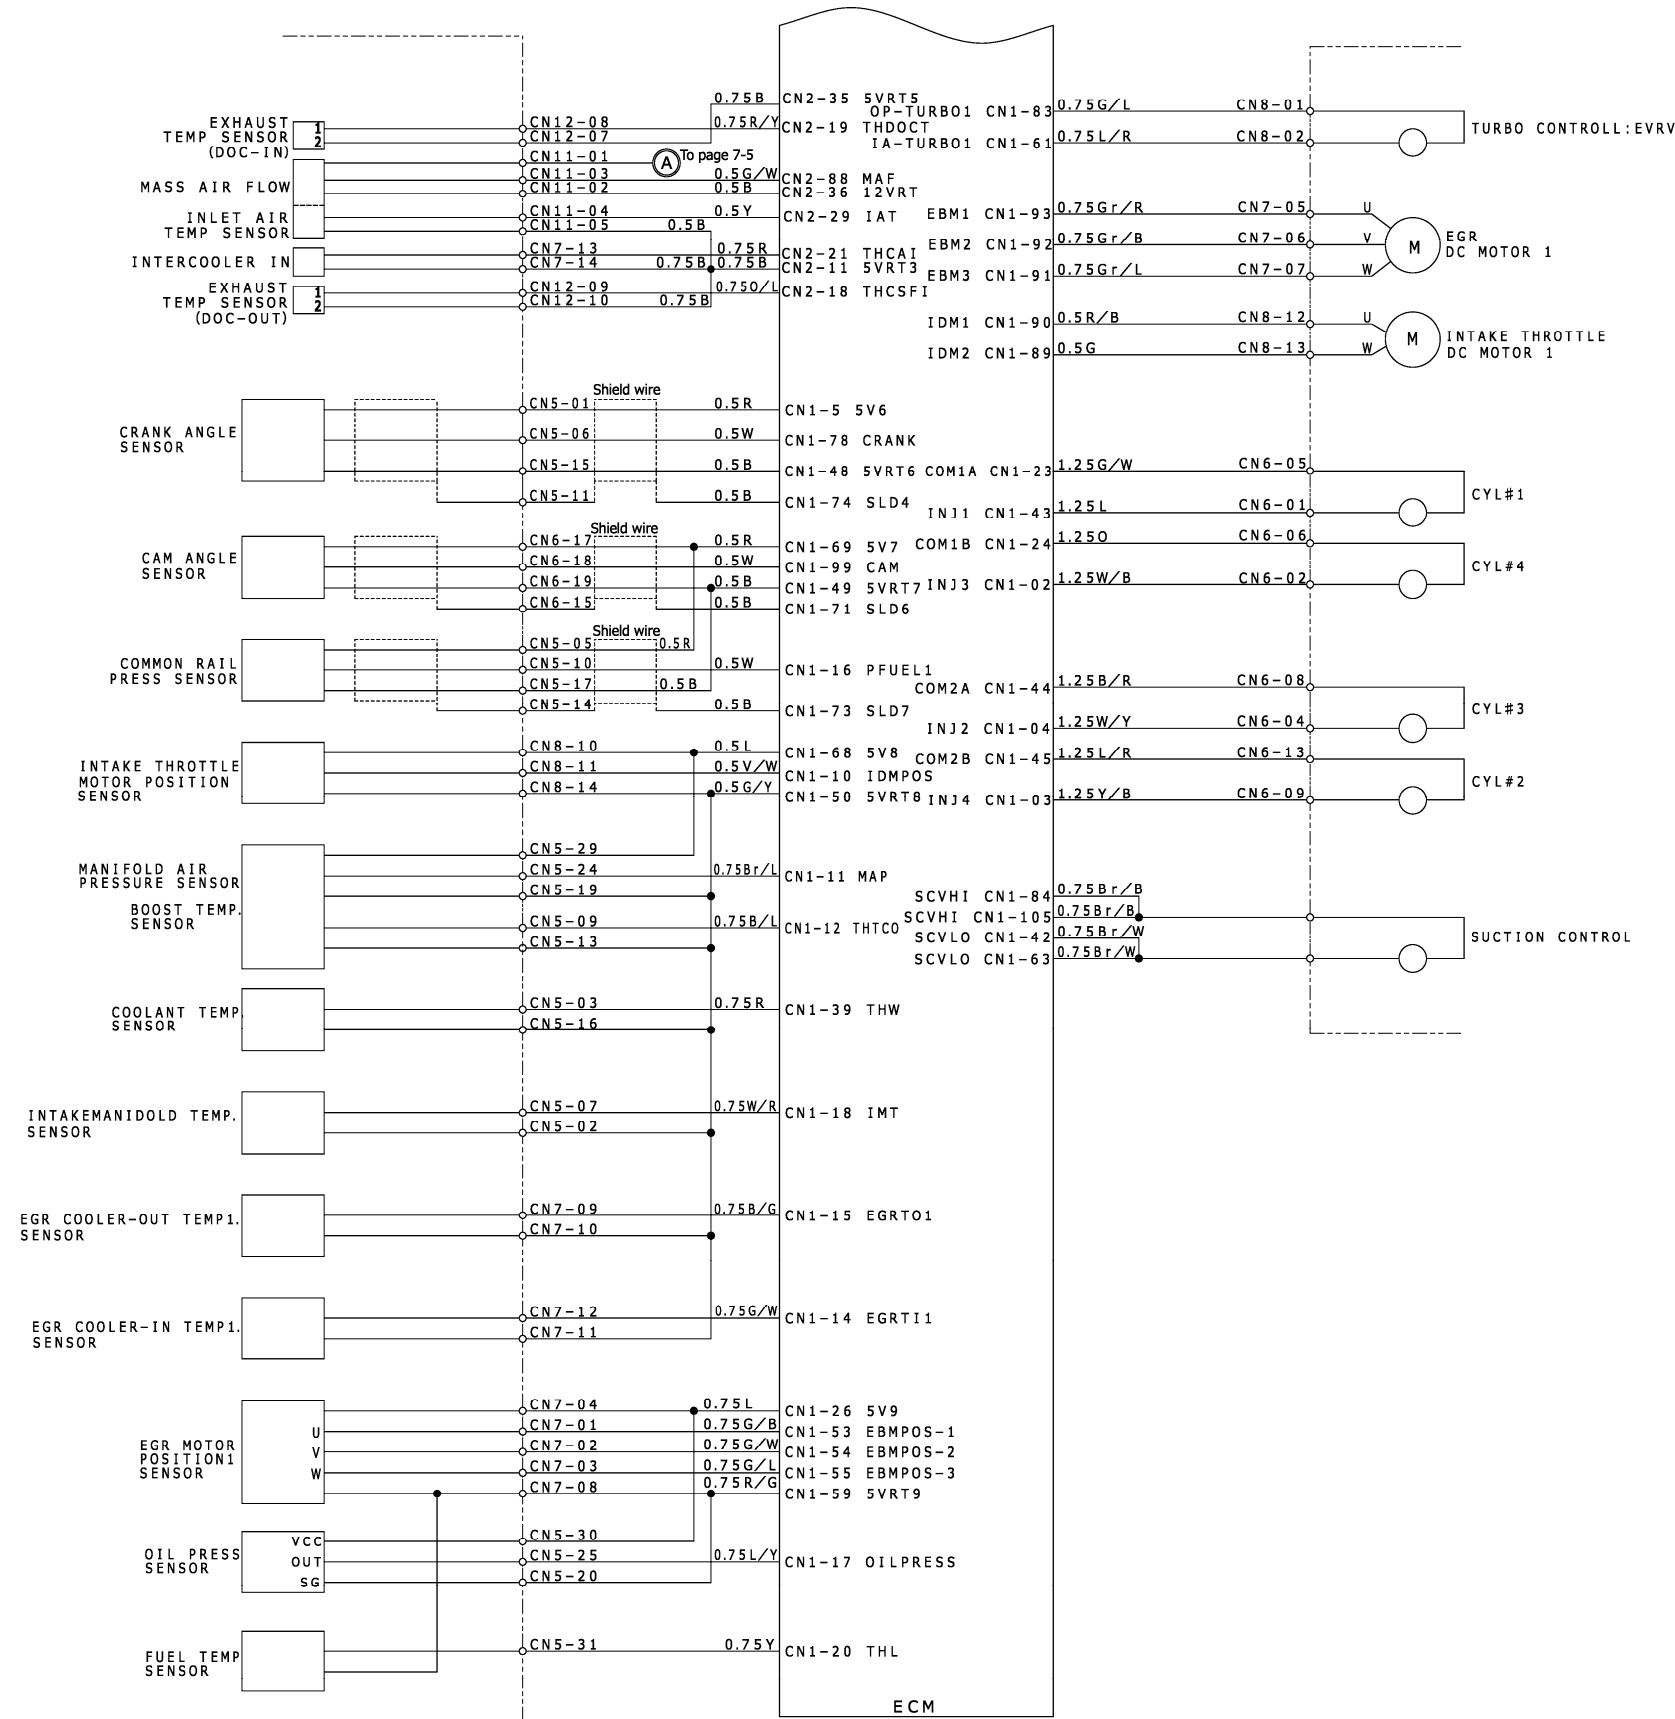 EXHAUST
TEMP SENSOR
(DOC-IN)
1
2
CN12-08
CN12-07
0.75B
0.75R/Y
CN2-35 5VRT5
CN2-19 THDOCT
MASS AIR FLOW
CN11-01
A
To page 7-5
CN11-03
CN11-02
0.5G/W
0.5B
CN2-88 MAF
CN2-36 12VRT
INLET AIR
TEMP SENSOR
CN11-04
CN11-05
0.5Y
0.5B
CN2-29 IAT
INTERCOOLER IN
CN7-13
CN7-14
0.75R
0.75B
0.75B
CN2-21 THCAI
CN2-11 5VRT3
EXHAUST
TEMP SENSOR
(DOC-OUT)
1
2
CN12-09
CN12-10
0.75O/L
0.75B
CN2-18 THCSFI
CRANK ANGLE
SENSOR
Shield wire
CN5-01
CN5-06
CN5-15
CN5-11
0.5R
0.5W
0.5B
0.5B
CN1-5 5V6
CN1-78 CRANK
CN1-48 5VRT6
CN1-74 SLD4
CAM ANGLE
SENSOR
Shield wire
CN6-17
CN6-18
CN6-19
CN6-15
0.5R
0.5W
0.5B
0.5B
CN1-69 5V7
CN1-99 CAM
CN1-49 5VRT7
CN1-71 SLD6
COMMON RAIL
PRESS SENSOR
Shield wire
CN5-05
CN5-10
CN5-17
CN5-14
0.5R
0.5W
0.5B
0.5B
CN1-16 PFUEL1
CN1-73 SLD7
INTAKE THROTTLE
MOTOR POSITION
SENSOR
CN8-10
CN8-11
CN8-14
0.5L
0.5V/W
0.5G/Y
CN1-68 5V8
CN1-10 IDMPOS
CN1-50 5VRT8
MANIFOLD AIR
PRESSURE SENSOR
BOOST TEMP.
SENSOR
CN5-29
CN5-24
CN5-19
CN5-09
CN5-13
0.75Br/L
0.75B/L
CN1-11 MAP
CN1-12 THTCO
COOLANT TEMP.
SENSOR
CN5-03
CN5-16
0.75R
CN1-39 THW
INTAKEMANIDOLD TEMP.
SENSOR
CN5-07
CN5-02
0.75W/R
CN1-18 IMT
EGR COOLER-OUT TEMP1.
SENSOR
CN7-09
CN7-10
0.75B/G
CN1-15 EGRTO1
EGR COOLER-IN TEMP1.
SENSOR
CN7-12
CN7-11
0.75G/W
CN1-14 EGRTI1
EGR MOTOR
POSITION1
SENSOR
U
V
W
CN7-04
CN7-01
CN7-02
CN7-03
CN7-08
0.75L
0.75G/B
0.75G/W
0.75G/L
0.75R/G
CN1-26 5V9
CN1-53 EBMPOS-1
CN1-54 EBMPOS-2
CN1-55 EBMPOS-3
CN1-59 5VRT9
OIL PRESS
SENSOR
VCC
OUT
SG
CN5-30
CN5-25
CN5-20
0.75L/Y
CN1-17 OILPRESS
FUEL TEMP
SENSOR
CN5-31
0.75Y
CN1-20 THL
ECM
OP-TURBO1 CN1-83
IA-TURBO1 CN1-61
0.75G/L
0.75L/R
CN8-01
CN8-02
TURBO CONTROLL:EVRV
EBM1 CN1-93
EBM2 CN1-92
EBM3 CN1-91
0.75Gr/R
0.75Gr/B
0.75Gr/L
CN7-05
CN7-06
CN7-07
U
V
W
M
EGR
DC MOTOR 1
IDM1 CN1-90
IDM2 CN1-89
0.5R/B
0.5G
CN8-12
CN8-13
U
W
M
INTAKE THROTTLE
DC MOTOR 1
COM1A CN1-23
INJ1 CN1-43
1.25G/W
1.25L
CN6-05
CN6-01
CYL#1
COM1B CN1-24
INJ3 CN1-02
1.25O
1.25W/B
CN6-06
CN6-02
CYL#4
COM2A CN1-44
INJ2 CN1-04
1.25B/R
1.25W/Y
CN6-08
CN6-04
CYL#3
COM2B CN1-45
INJ4 CN1-03
1.25L/R
1.25Y/B
CN6-13
CN6-09
CYL#2
SCVHI CN1-84
SCVHI CN1-105
SCVLO CN1-42
SCVLO CN1-63
0.75Br/B
0.75Br/B
0.75Br/W
0.75Br/W
SUCTION CONTROL